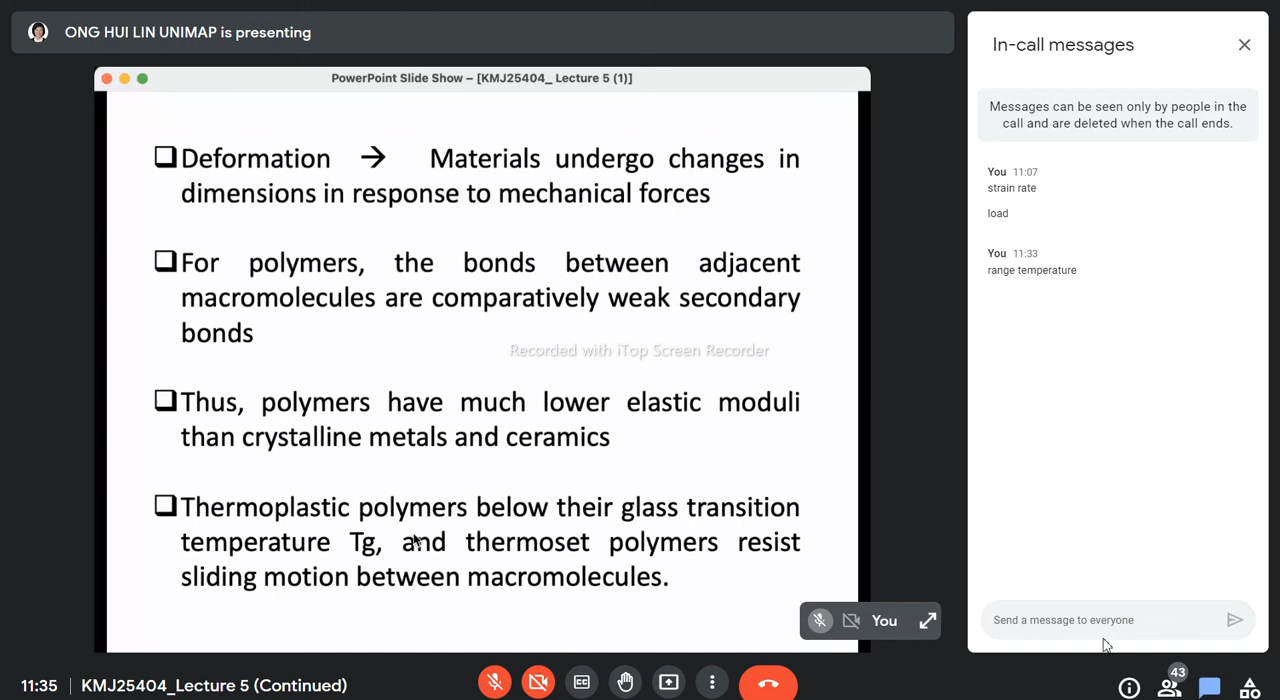 ONG HUI LIN UNIMAP is presenting
PowerPoint Slide Show – [KMJ25404_ Lecture 5 (1)]
Deformation → Materials undergo changes in
dimensions in response to mechanical forces
For polymers, the bonds between adjacent
macromolecules are comparatively weak secondary
bonds
Recorded with iTop Screen Recorder
Thus, polymers have much lower elastic moduli
than crystalline metals and ceramics
Thermoplastic polymers below their glass transition
temperature Tg, and thermoset polymers resist
sliding motion between macromolecules.
You
In-call messages
Messages can be seen only by people in the
call and are deleted when the call ends.
You 11:07
strain rate
load
You 11:33
range temperature
Send a message to everyone
11:35 | KMJ25404_Lecture 5 (Continued)
43